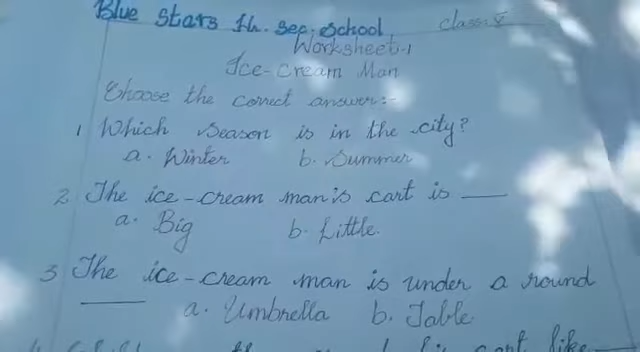 Blue Stars Hr. Sec. School class: V
Worksheet-1
Ice-cream Man
Choose the correct answer:-
1 Which season is in the city?
a. Winter b. Summer
2. The ice-cream man's cart is ___
a. Big b. Little.
3 The ice-cream man is under a round
___ a. Umbrella b. Table
cart like